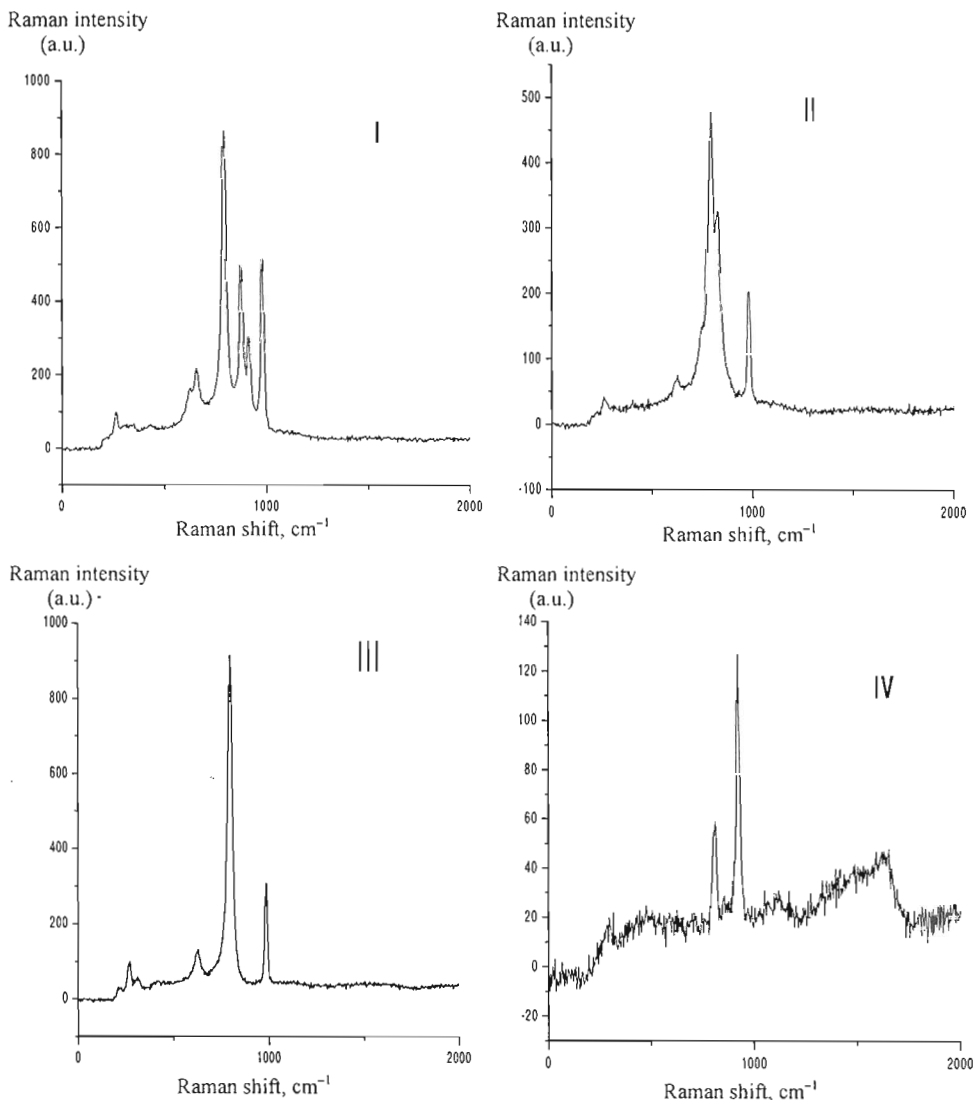 Raman intensity
(a.u.)
1000
800
600
400
200
0
0
1000
2000
Raman shift, cm⁻¹
I
Raman intensity
(a.u.)
500
400
300
200
100
0
-100
0
1000
2000
Raman shift, cm⁻¹
II
Raman intensity
(a.u.)
1000
800
600
400
200
0
0
1000
2000
Raman shift, cm⁻¹
III
Raman intensity
(a.u.)
140
120
100
80
60
40
20
0
-20
0
1000
2000
Raman shift, cm⁻¹
IV